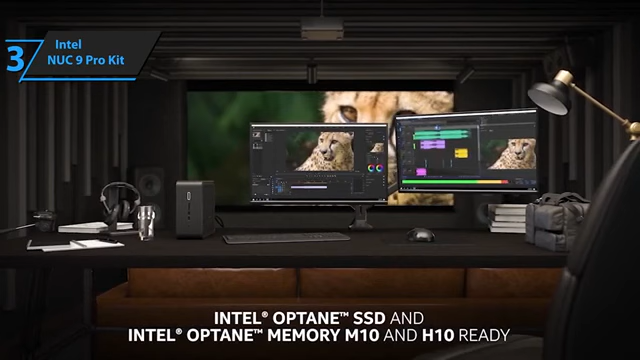 3
Intel
NUC 9 Pro Kit
INTEL® OPTANE™ SSD AND
INTEL® OPTANE™ MEMORY M10 AND H10 READY